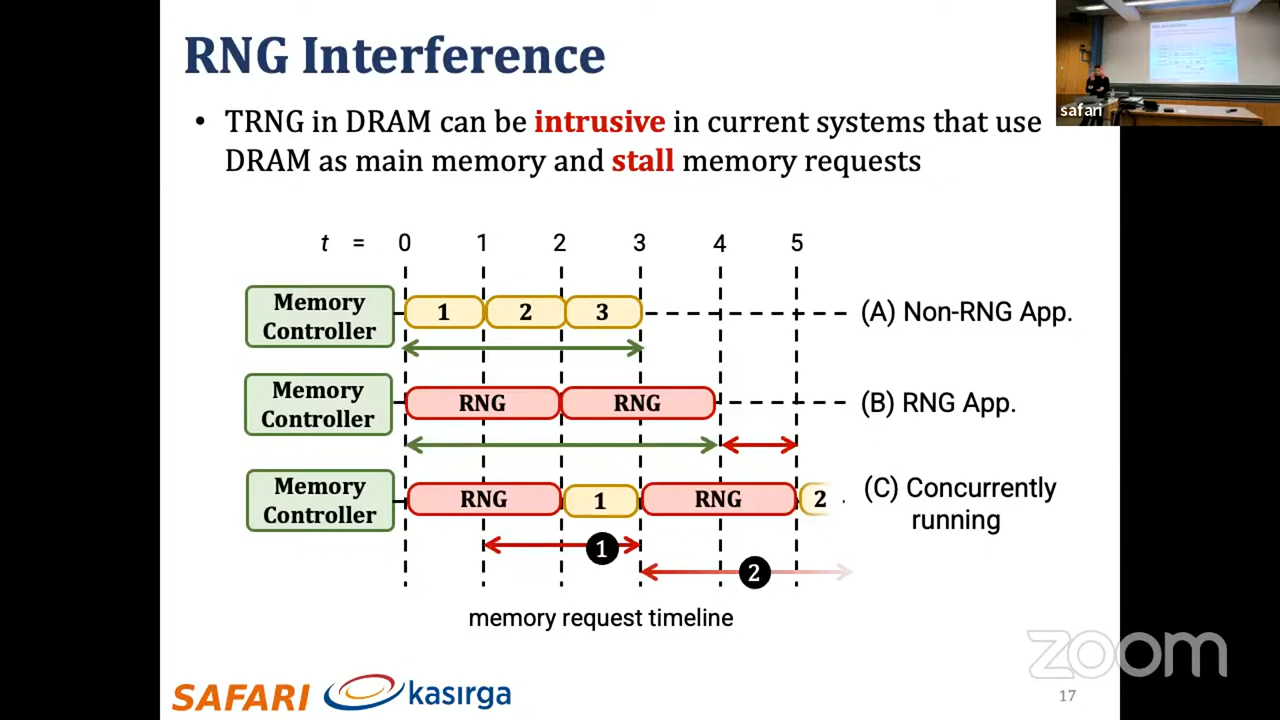 RNG Interference
• TRNG in DRAM can be intrusive in current systems that use
DRAM as main memory and stall memory requests
safari
t = 0 1 2 3 4 5
Memory
Controller
1 2 3
(A) Non-RNG App.
Memory
Controller
RNG RNG
(B) RNG App.
Memory
Controller
RNG 1 RNG 2
(C) Concurrently
running
1
2
memory request timeline
zoom
SAFARI kasırga
17